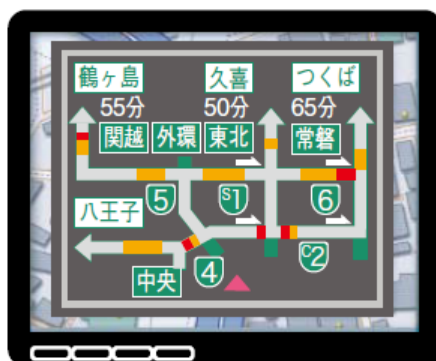 鶴ヶ島 久喜 つくば
55分 50分 65分
関越 外環 東北 常磐
5 S1 6
八王子
中央 4 C2